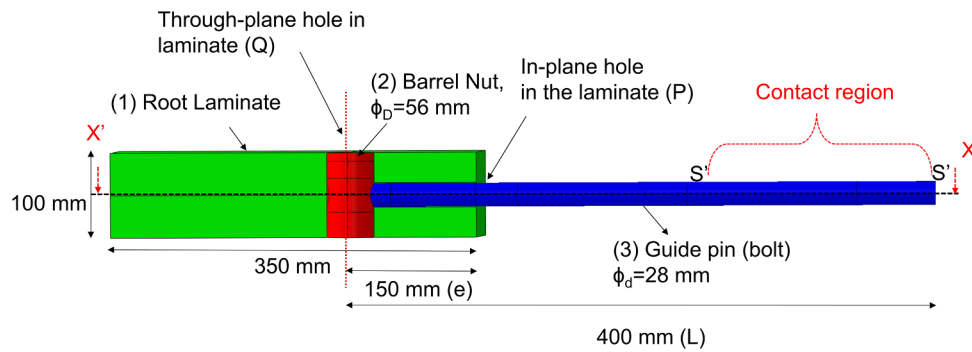 Through-plane hole in
laminate (Q)
(2) Barrel Nut,
ϕD=56 mm
In-plane hole
in the laminate (P)
(1) Root Laminate
Contact region
X'
X'
S'
S'
100 mm
350 mm
150 mm (e)
(3) Guide pin (bolt)
ϕd=28 mm
400 mm (L)